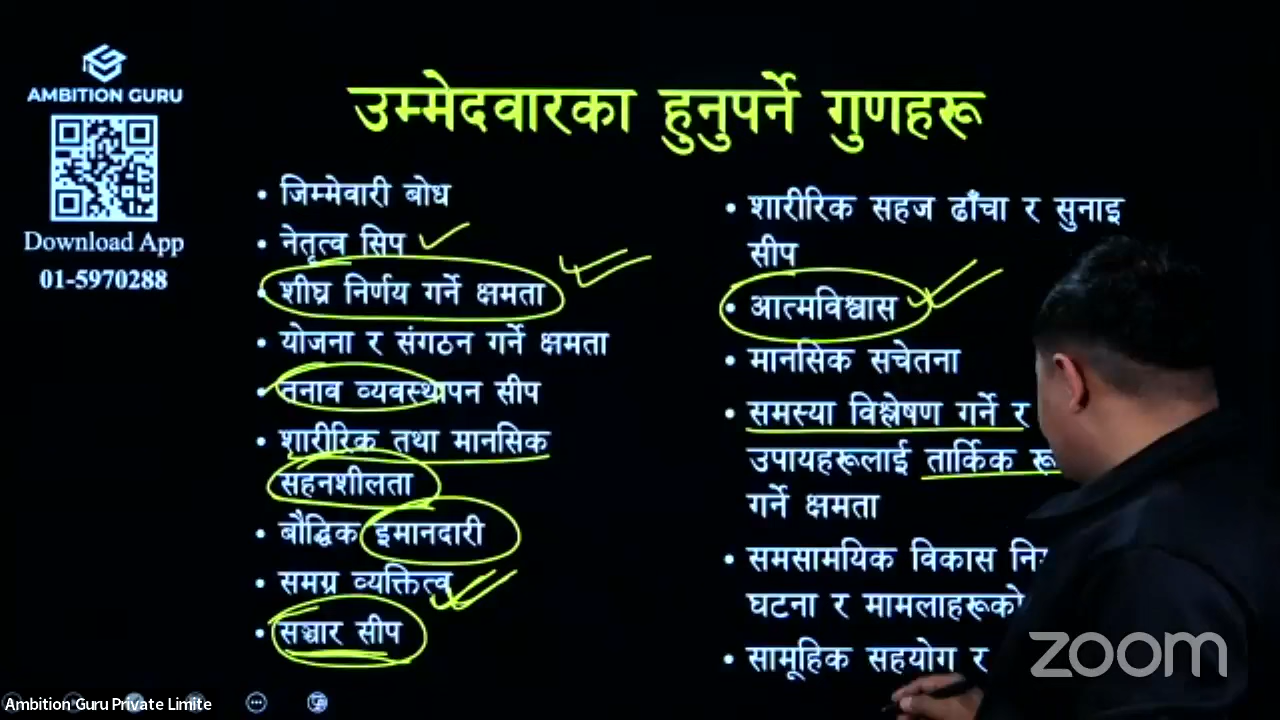 AMBITION GURU
Download App
01-5970288
उम्मेदवारका हुनुपर्ने गुणहरू
• जिम्मेवारी बोध
• नेतृत्व सिप
• शीघ्र निर्णय गर्ने क्षमता
• योजना र संगठन गर्ने क्षमता
• तनाव व्यवस्थापन सीप
• शारीरिक तथा मानसिक
सहनशीलता
• बौद्धिक इमानदारी
• समग्र व्यक्तित्व
• सञ्चार सीप
• शारीरिक सहज ढाँचा र सुनाइ
सीप
• आत्मविश्वास
• मानसिक सचेतना
• समस्या विश्लेषण गर्ने र
उपायहरूलाई तार्किक
गर्ने क्षमता
• समसामयिक विकास
घटना र मामलाहरूको
• सामूहिक सहयोग र
zoom
Ambition Guru Private Limite